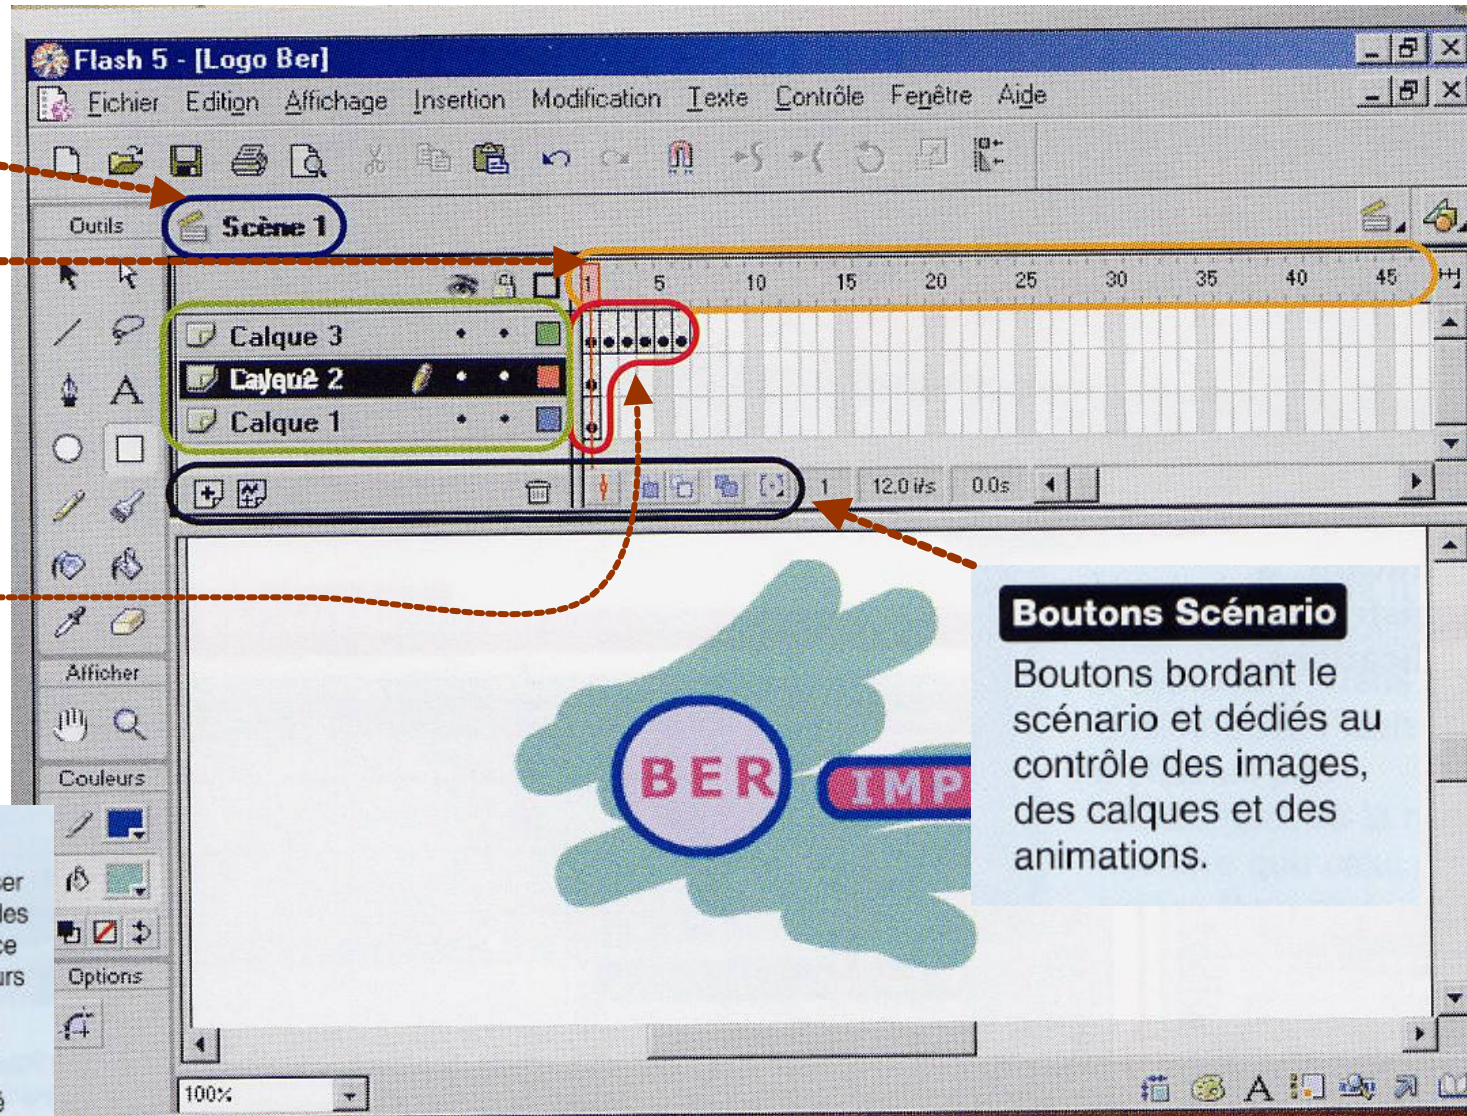 Flash 5 - [Logo Ber]
Fichier Edition Affichage Insertion Modification Texte Contrôle Fenêtre Aide
Outils
Scène 1
1 5 10 15 20 25 30 35 40 45
Calque 3
Calque 2
Calque 1
1 12.0 i/s 0.0s
A
Afficher
Couleurs
Options
BER
IMP
Boutons Scénario
Boutons bordant le
scénario et dédiés au
contrôle des images,
des calques et des
animations.
100%
A